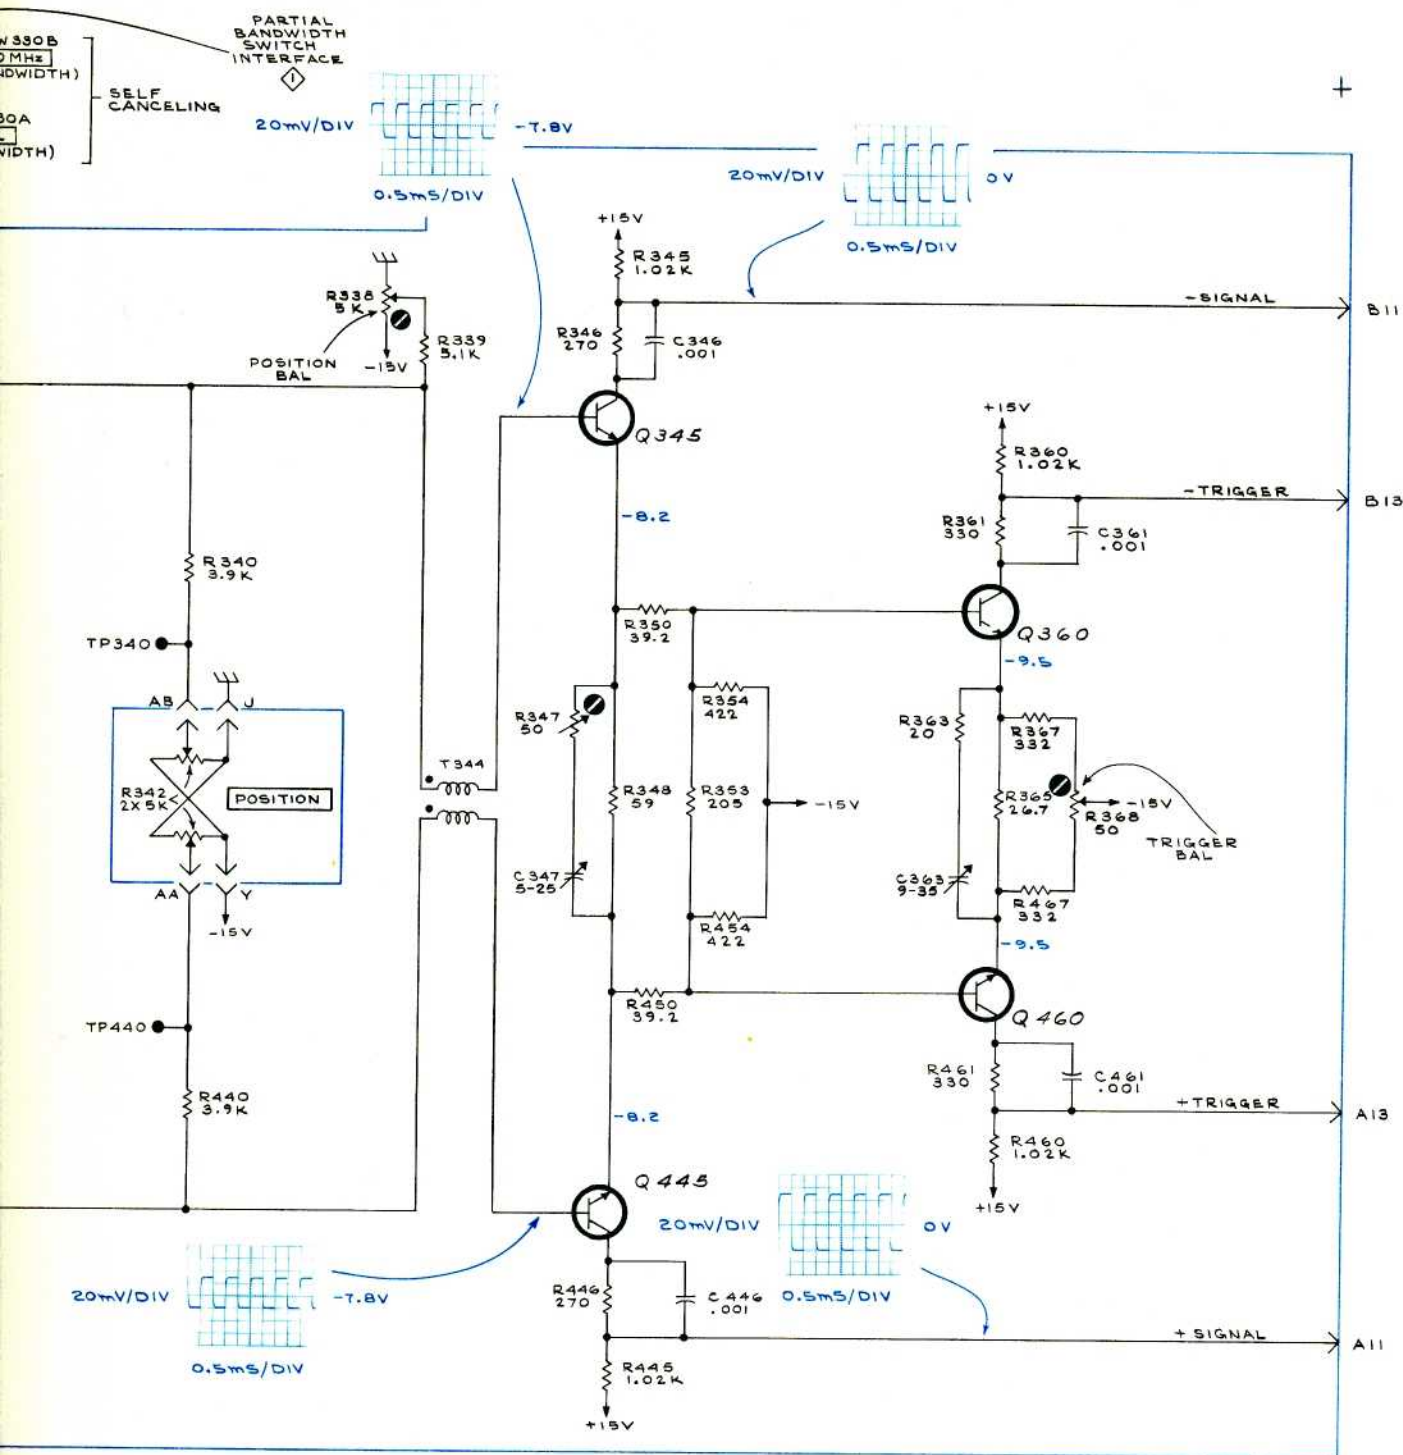 PARTIAL
BANDWIDTH
SWITCH
INTERFACE
1
W330B
0 MHz
NDWIDTH)
SELF
CANCELING
30A
WIDTH)
20mV/DIV
-7.8V
0.5mS/DIV
20mV/DIV
0V
0.5mS/DIV
+
+15V
R345
1.02K
-SIGNAL
B11
R338
5K
R339
5.1K
POSITION
BAL
-15V
R346
270
C346
.001
Q345
+15V
R360
1.02K
-TRIGGER
B13
-8.2
R361
330
C361
.001
R340
3.9K
TP340
R350
39.2
Q360
-9.5
AB
J
R347
50
R354
422
R363
20
R367
332
T344
R342
2X5K
POSITION
R348
59
R353
205
-15V
R365
26.7
-15V
R368
50
TRIGGER
BAL
C347
5-25
C363
9-35
AA
Y
-15V
R454
422
R467
332
-9.5
R450
39.2
Q460
TP440
R461
330
C461
.001
R440
3.9K
-8.2
+TRIGGER
A13
R460
1.02K
+15V
Q445
20mV/DIV
0V
0.5mS/DIV
20mV/DIV
-7.8V
0.5mS/DIV
R446
270
C446
.001
+SIGNAL
A11
R445
1.02K
+15V